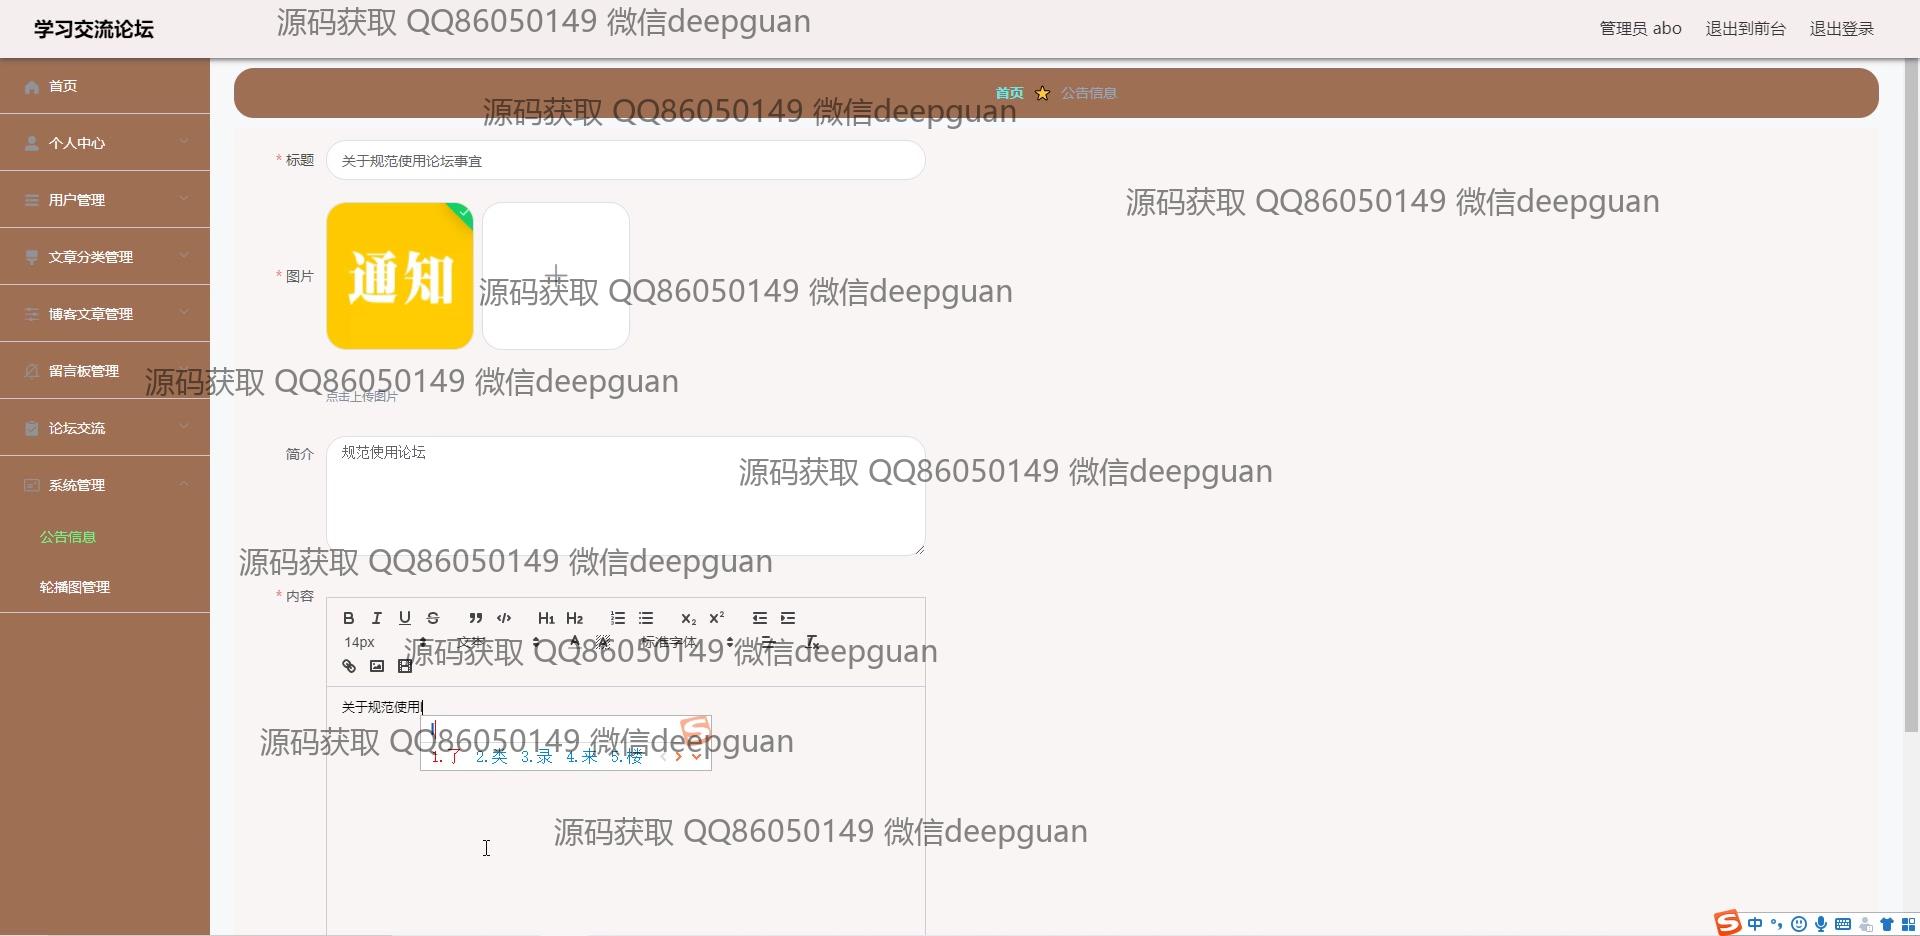 学习交流论坛
源码获取 QQ86050149 微信deepguan
管理员 abo 退出到前台 退出登录
首页
首页 公告信息
源码获取 QQ86050149 微信deepguan
个人中心
* 标题 关于规范使用论坛事宜
用户管理
源码获取 QQ86050149 微信deepguan
文章分类管理
* 图片 通知
源码获取 QQ86050149 微信deepguan
博客文章管理
留言板管理
源码获取 QQ86050149 微信deepguan
点击上传图片
论坛交流
简介 规范使用论坛
源码获取 QQ86050149 微信deepguan
系统管理
公告信息
源码获取 QQ86050149 微信deepguan
轮播图管理
* 内容
B I U S H1 H2 X2 X2
14px 文本 A A 标准字体 Tx
源码获取 QQ86050149 微信deepguan
关于规范使用l
l
源码获取 QQ86050149 微信deepguan
1.了 2.类 3.录 4.来 5.楼
源码获取 QQ86050149 微信deepguan
S 中